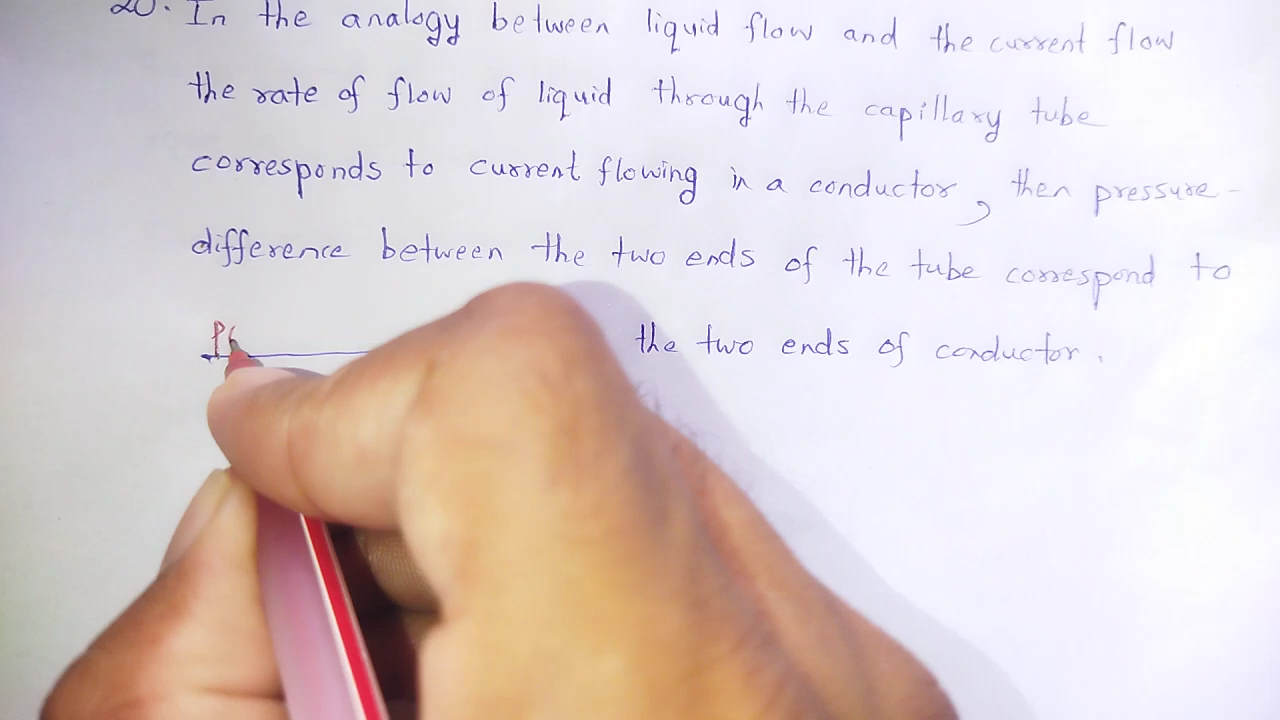 20. In the analogy between liquid flow and the current flow
the rate of flow of liquid through the capillary tube
corresponds to current flowing in a conductor, then pressure-
difference between the two ends of the tube correspond to
the two ends of conductor.